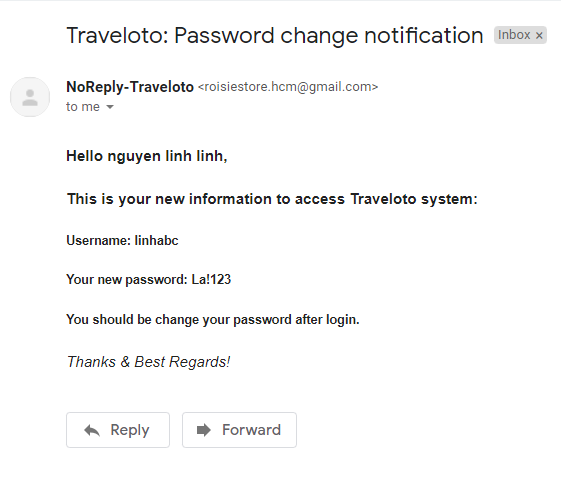 Traveloto: Password change notification Inbox ×
NoReply-Traveloto <roisiestore.hcm@gmail.com>
to me
Hello nguyen linh linh,
This is your new information to access Traveloto system:
Username: linhabc
Your new password: La!123
You should be change your password after login.
Thanks & Best Regards!
Reply Forward